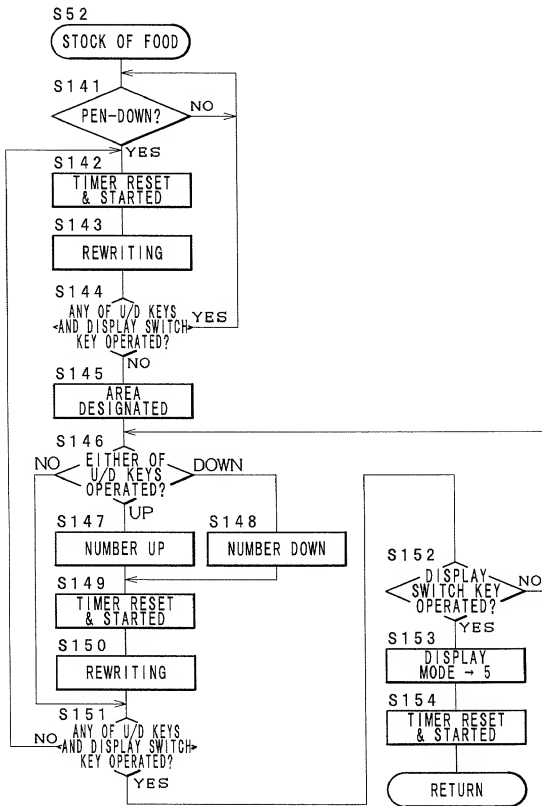 S52
STOCK OF FOOD
S141
PEN-DOWN?
NO
YES
S142
TIMER RESET
& STARTED
S143
REWRITING
S144
ANY OF U/D KEYS
AND DISPLAY SWITCH
KEY OPERATED?
YES
NO
S145
AREA
DESIGNATED
S146
EITHER OF
U/D KEYS
OPERATED?
NO
DOWN
UP
S147
NUMBER UP
S148
NUMBER DOWN
S149
TIMER RESET
& STARTED
S150
REWRITING
S151
ANY OF U/D KEYS
AND DISPLAY SWITCH
KEY OPERATED?
NO
YES
S152
DISPLAY
SWITCH KEY
OPERATED?
NO
YES
S153
DISPLAY
MODE → 5
S154
TIMER RESET
& STARTED
RETURN